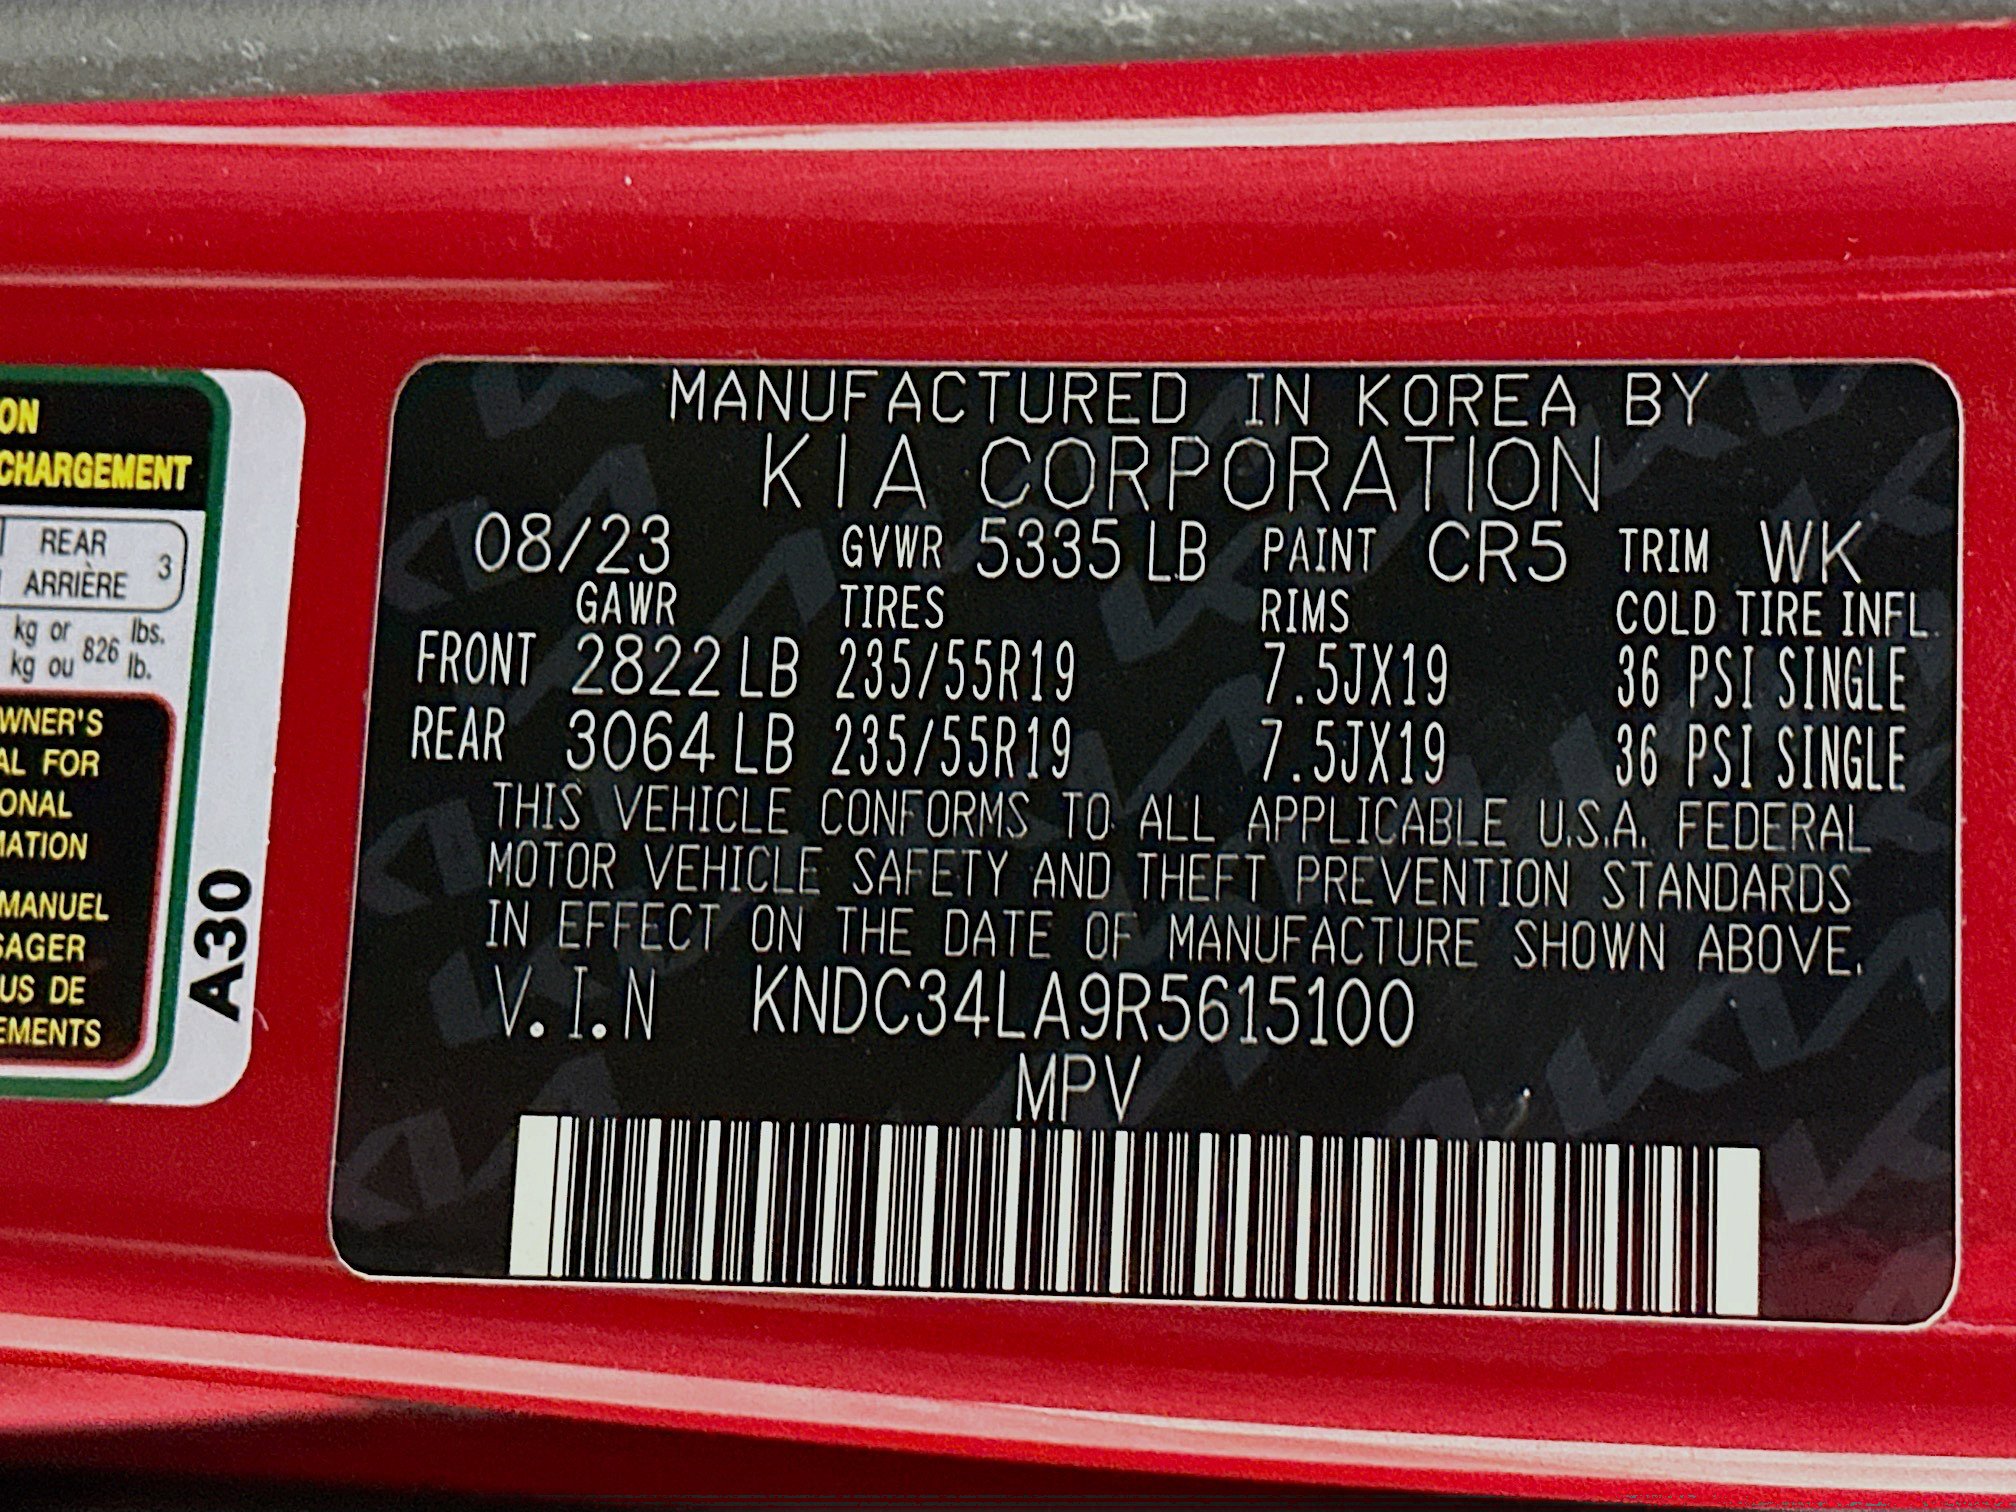 ON
CHARGEMENT
REAR
ARRIÈRE 3
kg or 826 lbs.
kg ou lb.
WNER'S
AL FOR
ONAL
MATION
MANUEL
SAGER
US DE
EMENTS
A30
MANUFACTURED IN KOREA BY
KIA CORPORATION
08/23 GVWR 5335 LB PAINT CR5 TRIM WK
GAWR TIRES RIMS COLD TIRE INFL.
FRONT 2822 LB 235/55R19 7.5JX19 36 PSI SINGLE
REAR 3064 LB 235/55R19 7.5JX19 36 PSI SINGLE
THIS VEHICLE CONFORMS TO ALL APPLICABLE U.S.A. FEDERAL
MOTOR VEHICLE SAFETY AND THEFT PREVENTION STANDARDS
IN EFFECT ON THE DATE OF MANUFACTURE SHOWN ABOVE.
V.I.N KNDC34LA9R5615100
MPV